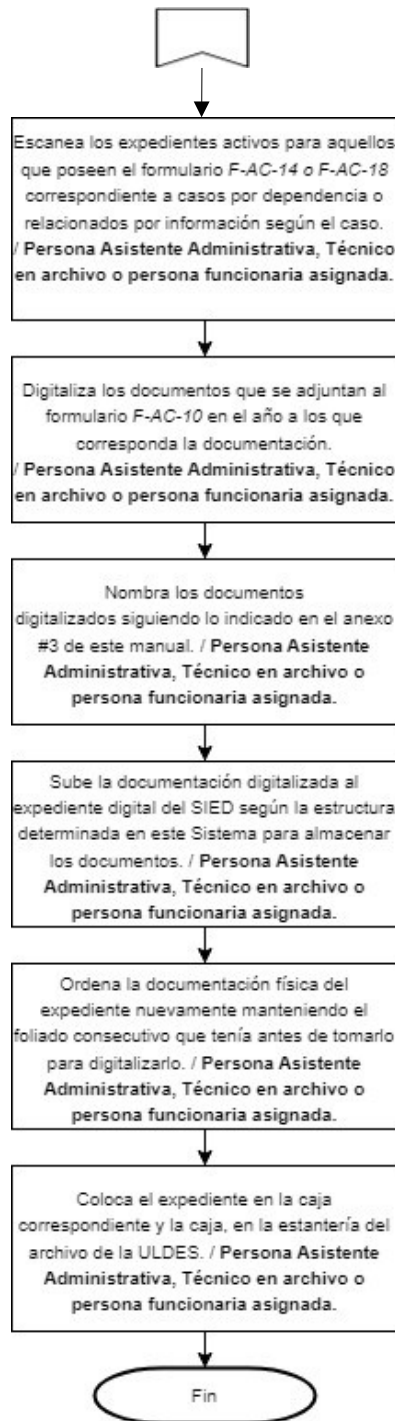 Escanea los expedientes activos para aquellos
que poseen el formulario F-AC-14 o F-AC-18
correspondiente a casos por dependencia o
relacionados por información según el caso.
/ Persona Asistente Administrativa, Técnico
en archivo o persona funcionaria asignada.
Digitaliza los documentos que se adjuntan al
formulario F-AC-10 en el año a los que
corresponda la documentación.
/ Persona Asistente Administrativa, Técnico
en archivo o persona funcionaria asignada.
Nombra los documentos
digitalizados siguiendo lo indicado en el anexo
#3 de este manual. / Persona Asistente
Administrativa, Técnico en archivo o
persona funcionaria asignada.
Sube la documentación digitalizada al
expediente digital del SIED según la estructura
determinada en este Sistema para almacenar
los documentos. / Persona Asistente
Administrativa, Técnico en archivo o
persona funcionaria asignada.
Ordena la documentación física del
expediente nuevamente manteniendo el
foliado consecutivo que tenía antes de tomarlo
para digitalizarlo. / Persona Asistente
Administrativa, Técnico en archivo o
persona funcionaria asignada.
Coloca el expediente en la caja
correspondiente y la caja, en la estantería del
archivo de la ULDES. / Persona Asistente
Administrativa, Técnico en archivo o
persona funcionaria asignada.
Fin